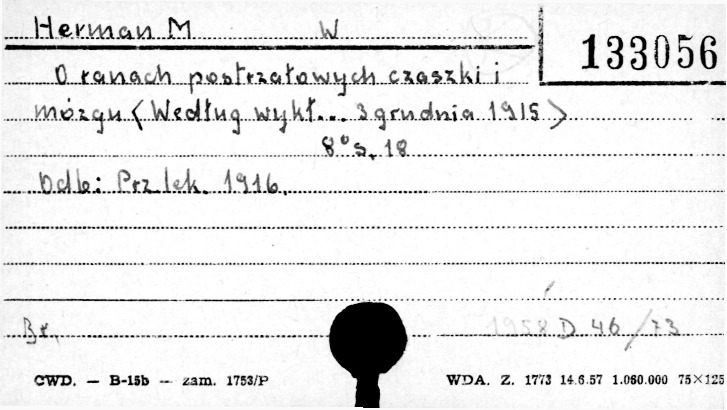 Herman M W
133056
O ranach postrzałowych czaszki i
mózgu (Według wykł... 3 grudnia 1915)
8° s. 18
Odb: Prz. lek. 1916.
1958 D 46/73
CWD. — B-15b — zam. 1753/P
WDA. Z. 1773 14.6.57 1.060.000 75×125